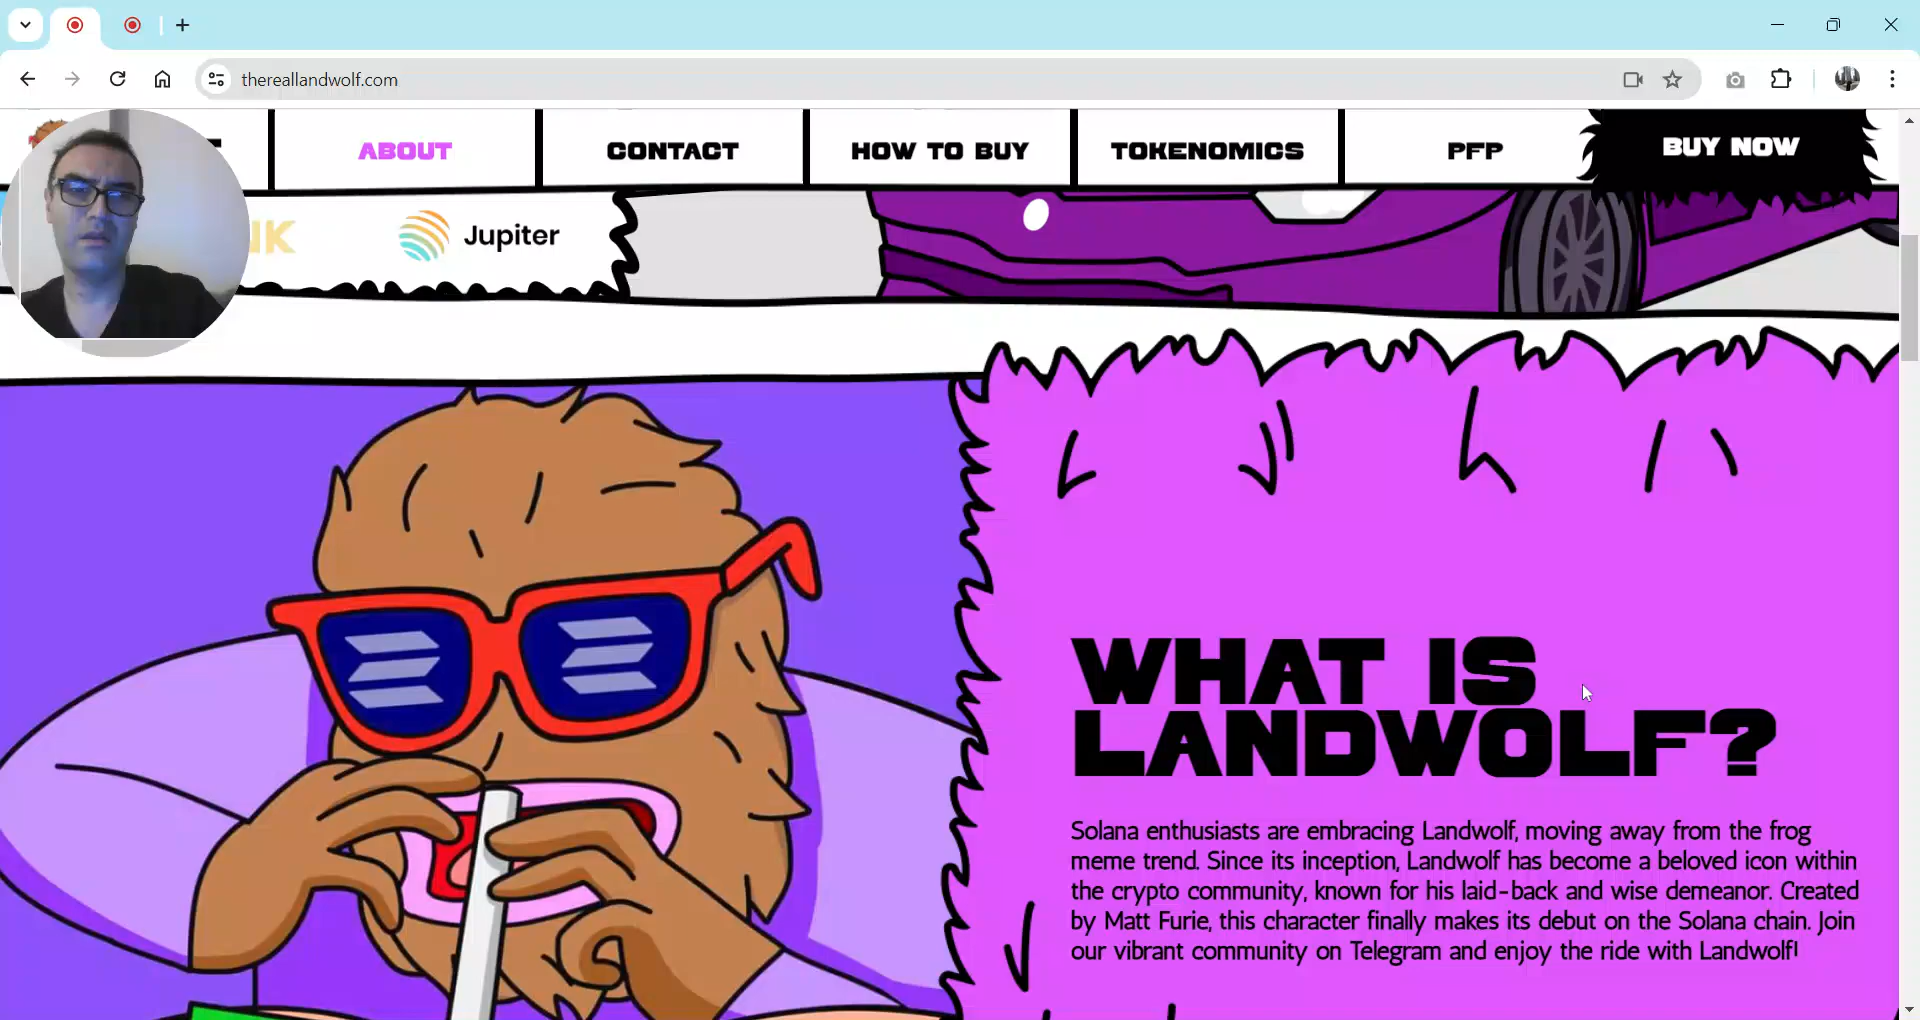 thereallandwolf.com
ABOUT
CONTACT
HOW TO BUY
TOKENOMICS
PFP
BUY NOW
NK
Jupiter
WHAT IS
LANDWOLF?
Solana enthusiasts are embracing Landwolf, moving away from the frog
meme trend. Since its inception, Landwolf has become a beloved icon within
the crypto community, known for his laid-back and wise demeanor. Created
by Matt Furie, this character finally makes its debut on the Solana chain. Join
our vibrant community on Telegram and enjoy the ride with Landwolf!